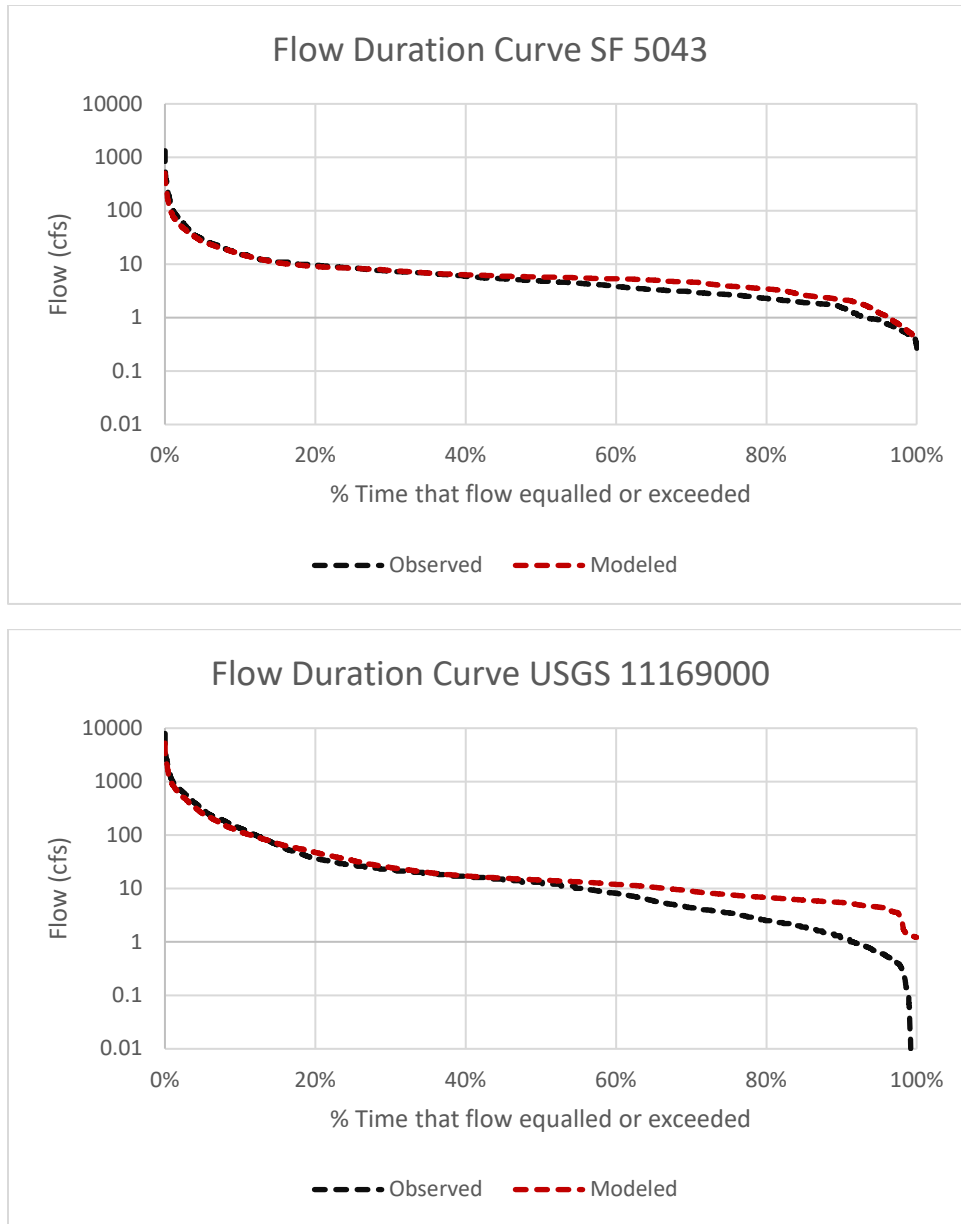 Flow Duration Curve SF 5043
10000
1000
100
10
1
0.1
0.01
Flow (cfs)
0% 20% 40% 60% 80% 100%
% Time that flow equalled or exceeded
Observed Modeled
Flow Duration Curve USGS 11169000
10000
1000
100
10
1
0.1
0.01
Flow (cfs)
0% 20% 40% 60% 80% 100%
% Time that flow equalled or exceeded
Observed Modeled